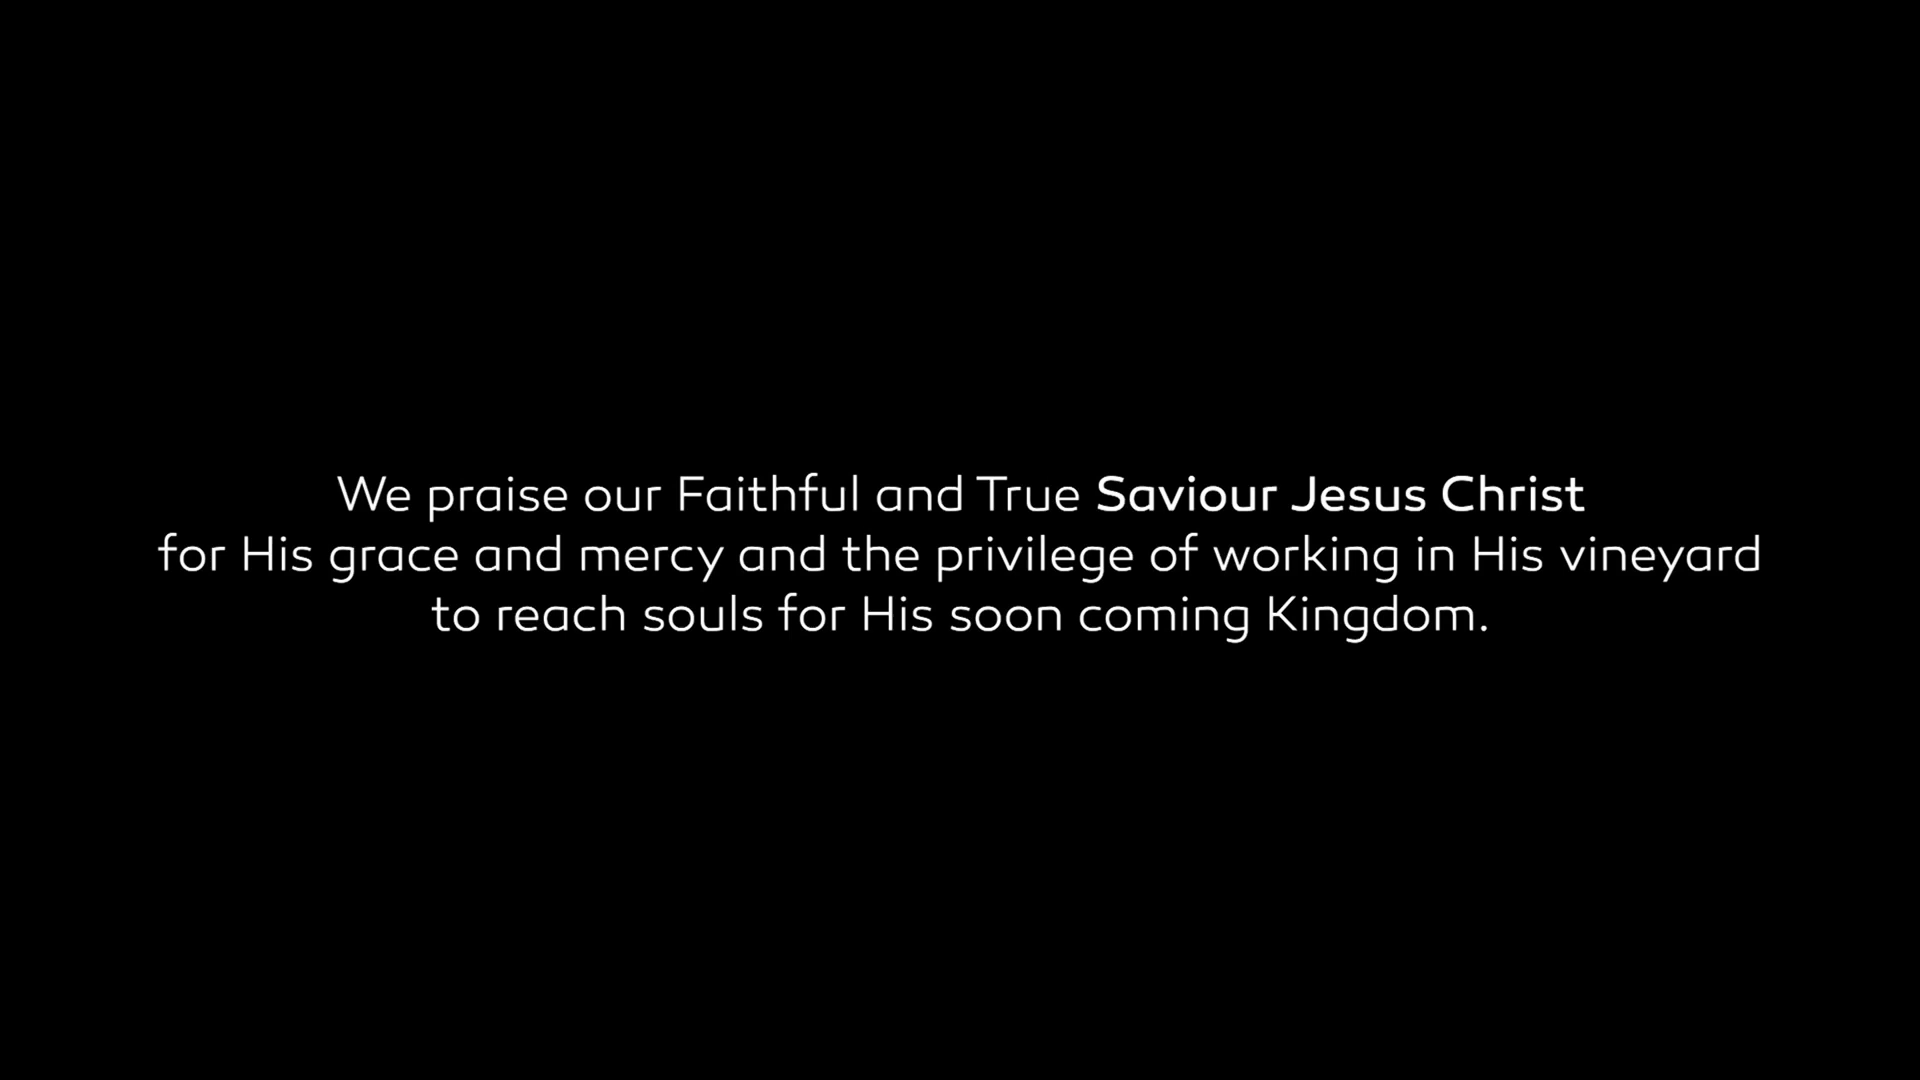 We praise our Faithful and True Saviour Jesus Christ
for His grace and mercy and the privilege of working in His vineyard
to reach souls for His soon coming Kingdom.